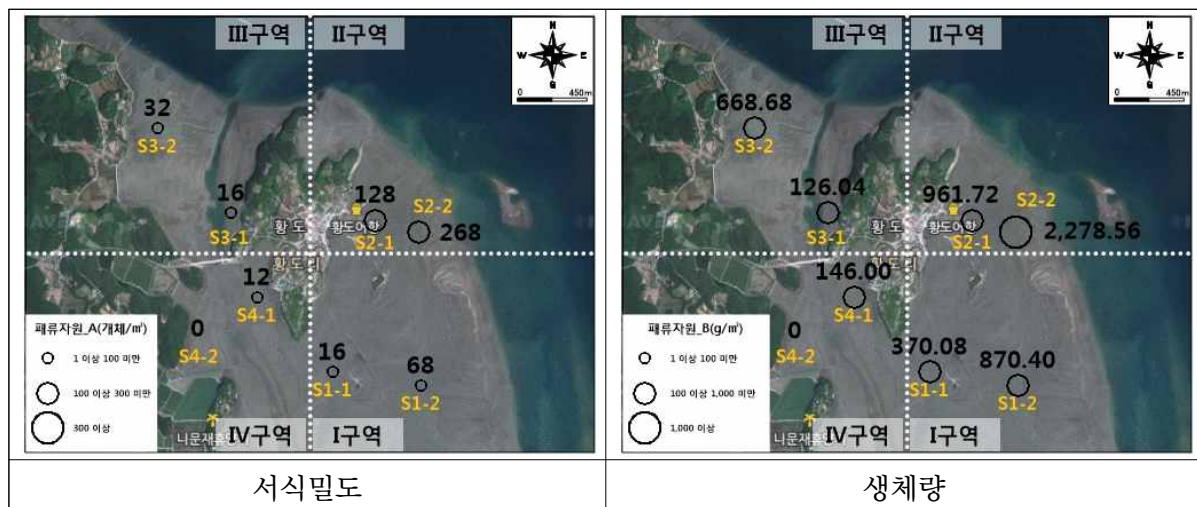 III구역 II구역
N
W E
S
0 450m
32
S3-2
16
S3-1
128
S2-2
황도
황도어항
S2-1
268
황도리
12
S4-1
0
S4-2
16
S1-1
68
S1-2
패류자원_A(개체/㎡)
1 이상 100 미만
100 이상 300 미만
300 이상
IV구역 I구역
서식밀도
III구역 II구역
N
W E
S
0 450m
668.68
S3-2
126.04
S3-1
961.72
S2-2
황도
황도어항
S2-1
2,278.56
황도리
146.00
S4-1
0
S4-2
370.08
S1-1
870.40
S1-2
패류자원_B(g/㎡)
1 이상 100 미만
100 이상 1,000 미만
1,000 이상
IV구역 I구역
생체량